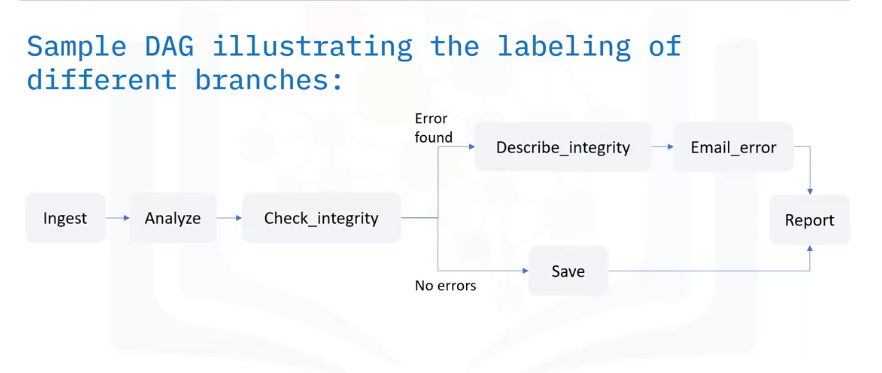 Sample DAG illustrating the labeling of
different branches:
Error
found
Describe_integrity
Email_error
Ingest
Analyze
Check_integrity
Report
Save
No errors